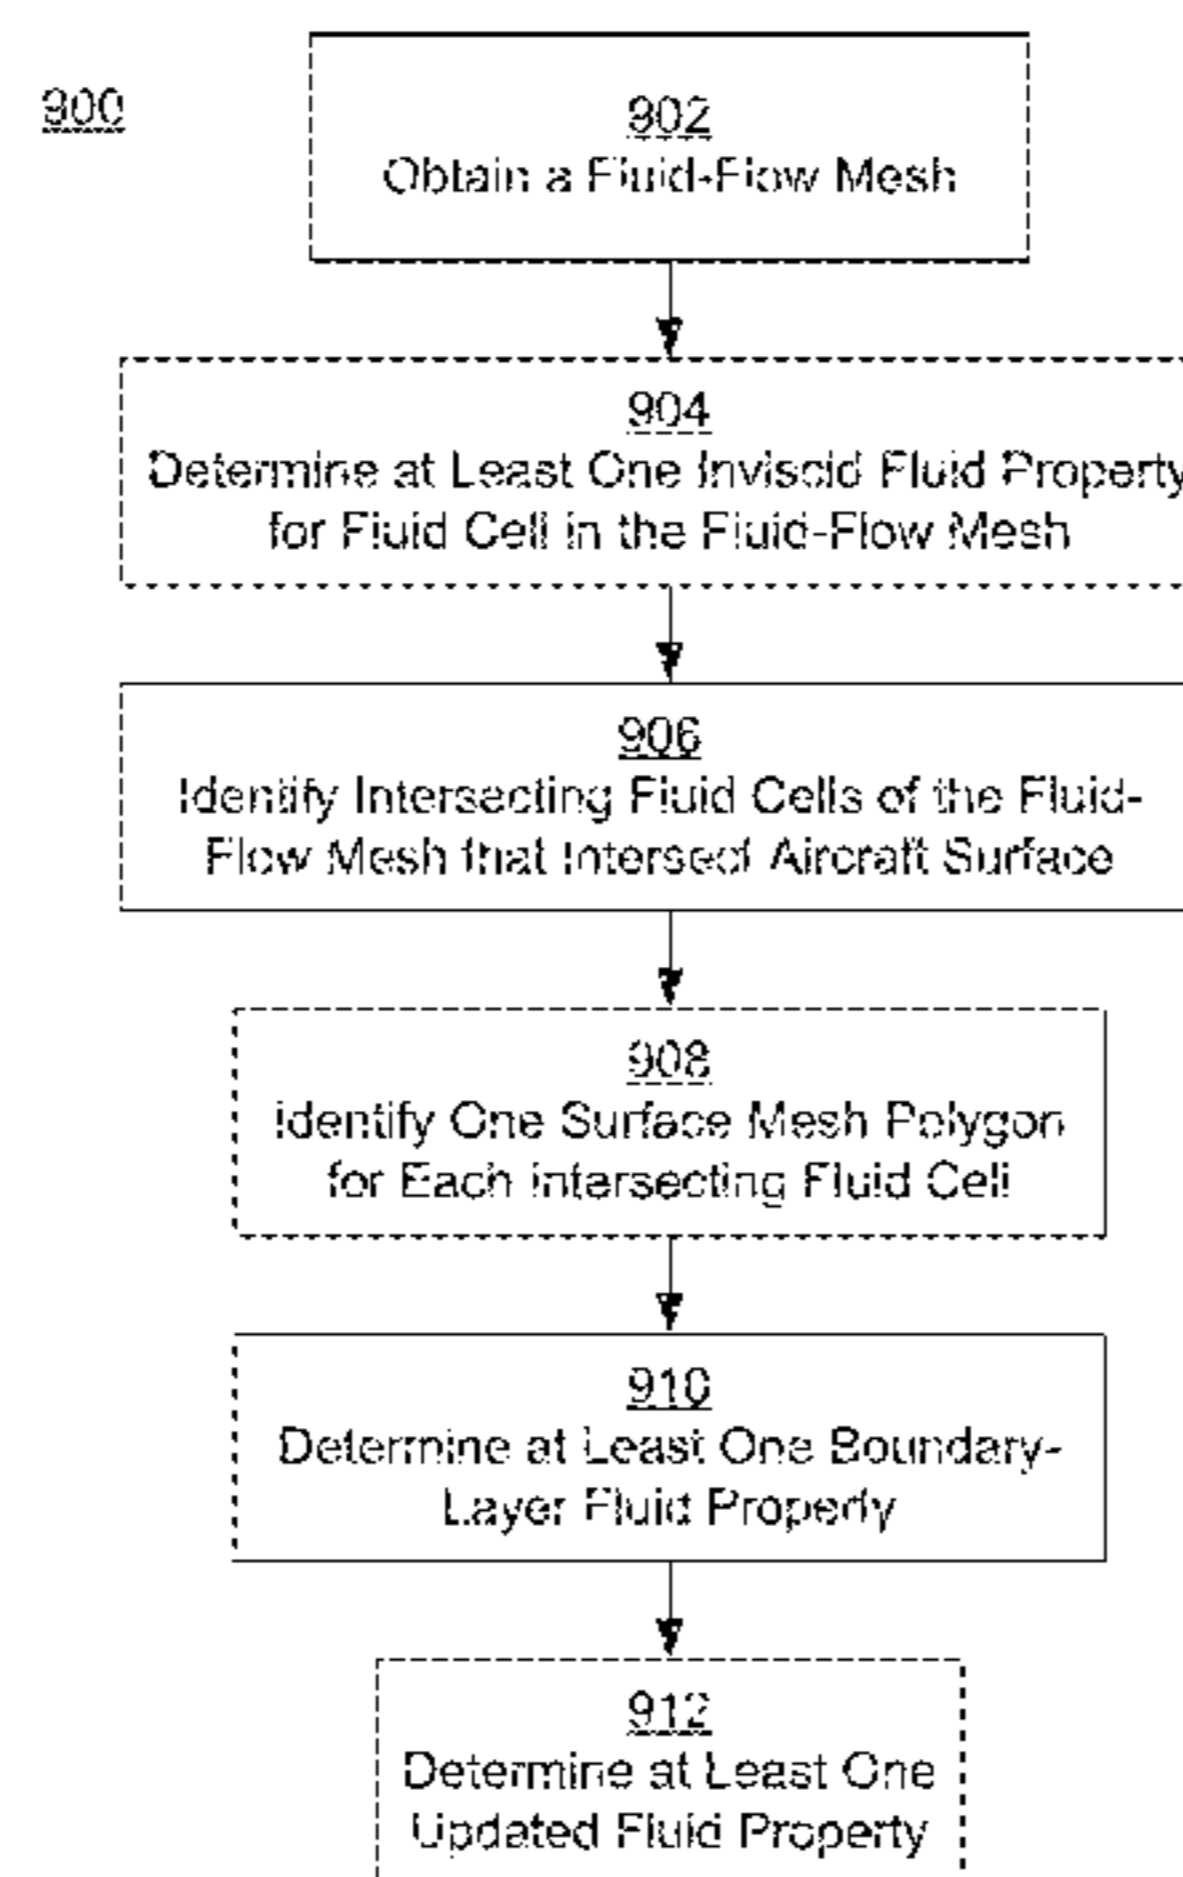 900
902
Obtain a Fluid-Flow Mesh
904
Determine at Least One Inviscid Fluid Property
for Fluid Cell in the Fluid-Flow Mesh
906
Identify Intersecting Fluid Cells of the Fluid-
Flow Mesh that Intersect Aircraft Surface
908
Identify One Surface Mesh Polygon
for Each Intersecting Fluid Cell
910
Determine at Least One Boundary-
Layer Fluid Property
912
Determine at Least One
Updated Fluid Property